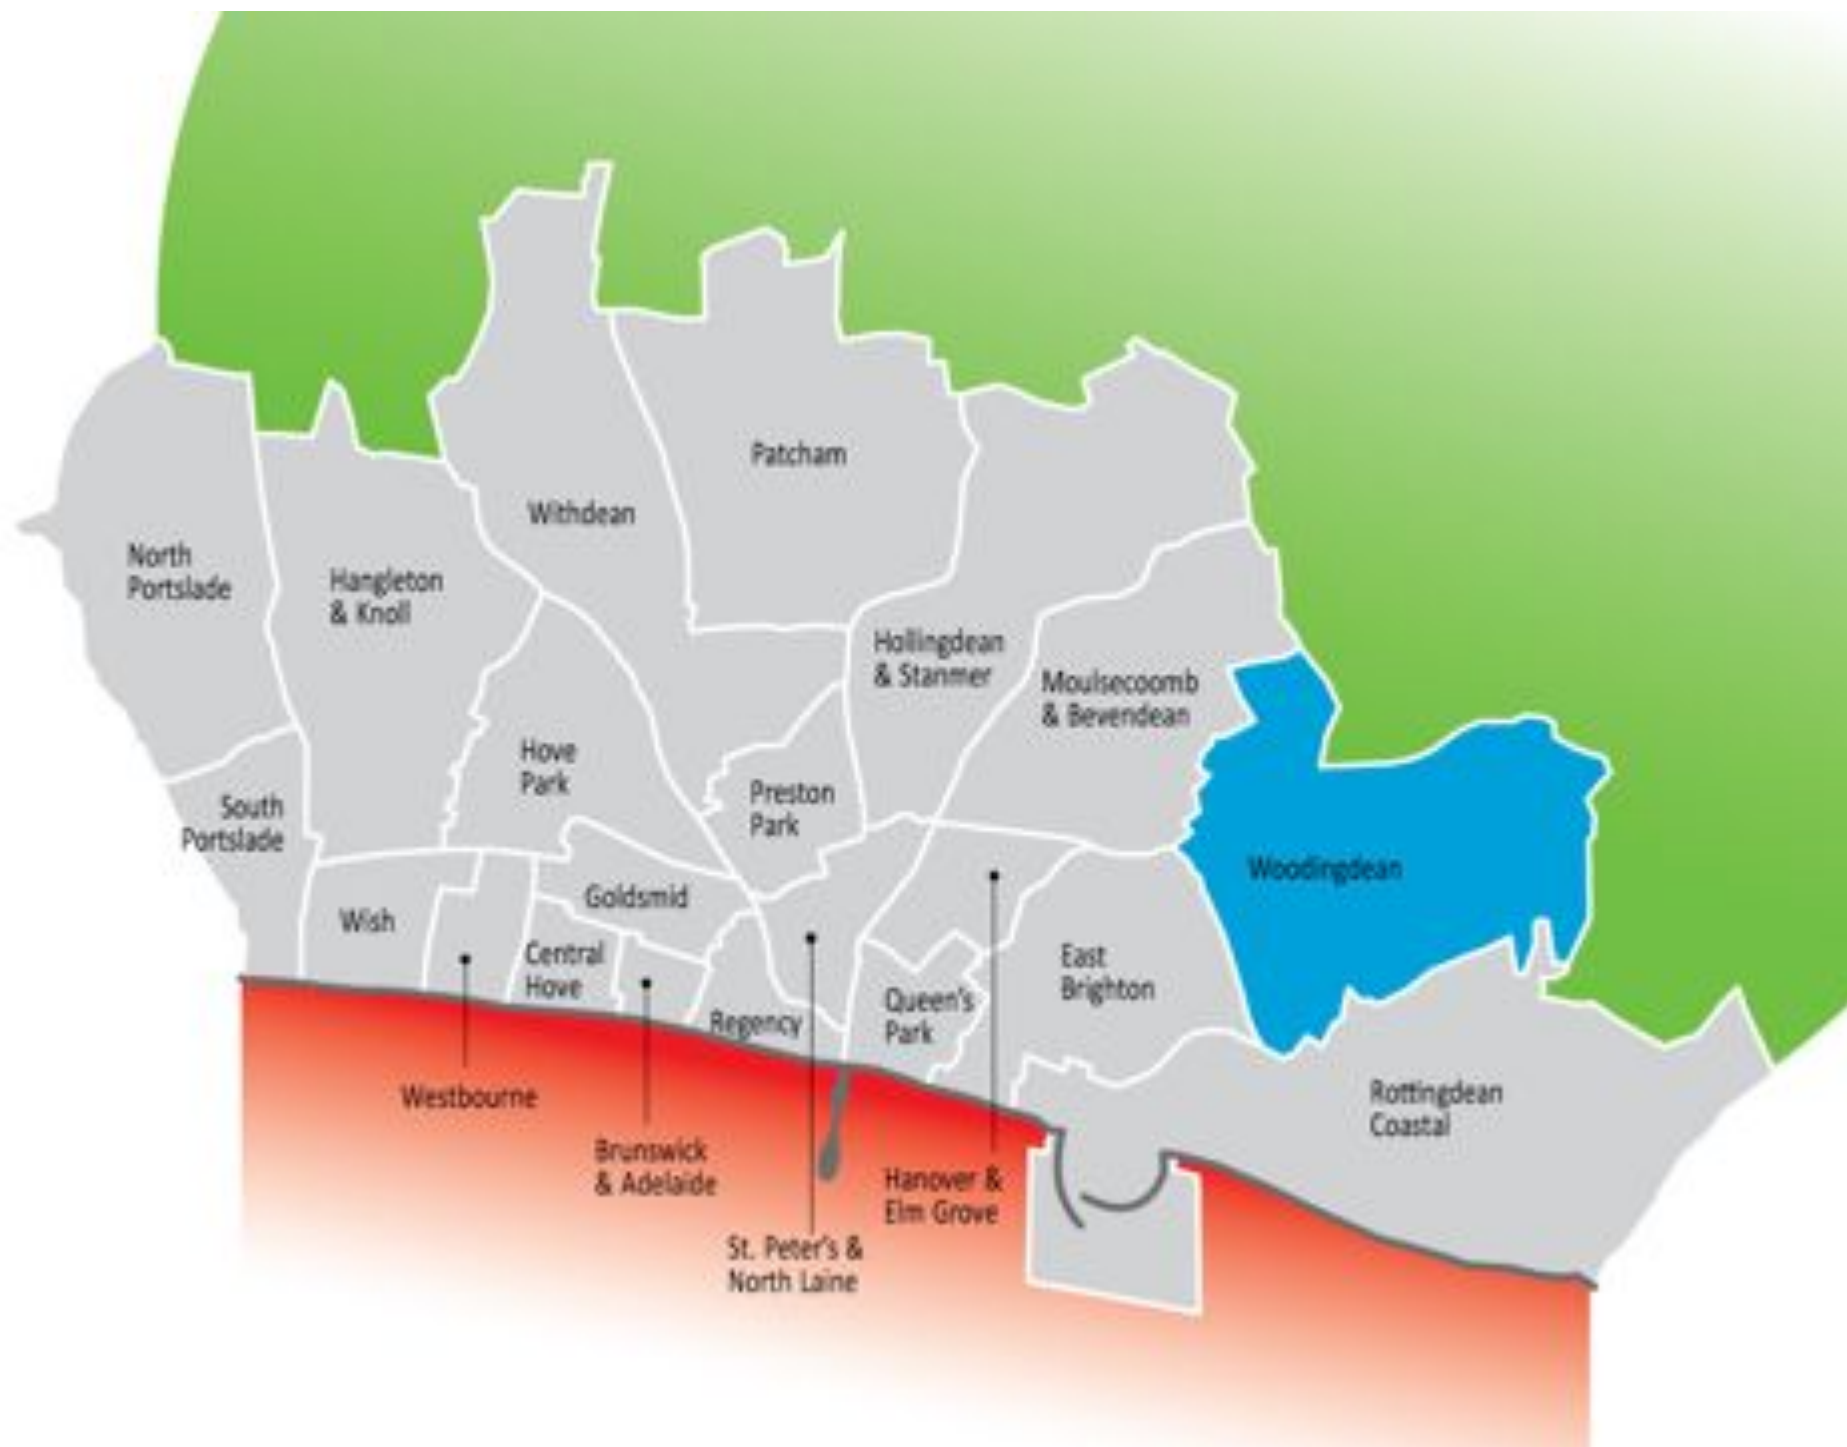 Patcham
Withdean
North
Portslade
Hangleton
& Knoll
Hollingdean
& Stanmer
Moulsecoomb
& Bevendean
Hove
Park
Preston
Park
South
Portslade
Woodingdean
Goldsmid
Wish
Central
Hove
East
Brighton
Queen's
Park
Regency
Westbourne
Rottingdean
Coastal
Brunswick
& Adelaide
Hanover &
Elm Grove
St. Peter's &
North Laine